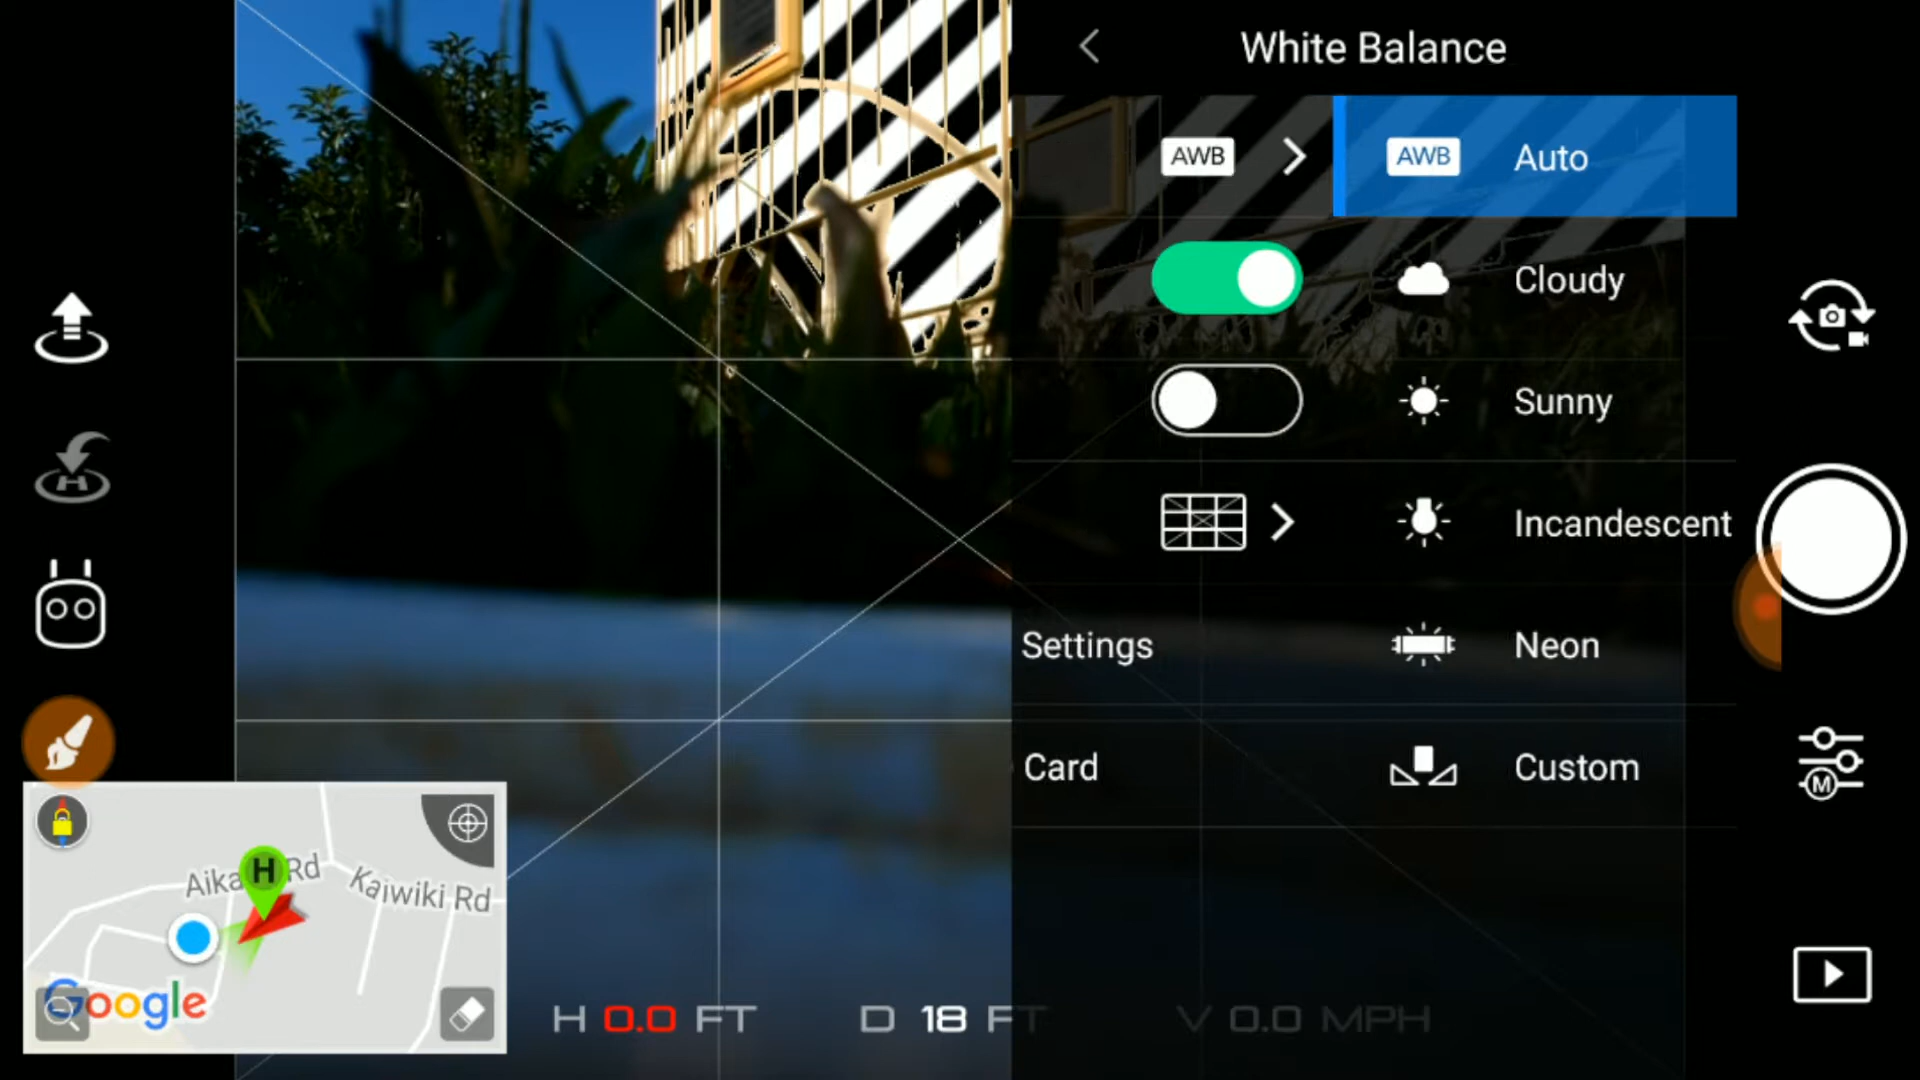 White Balance
AWB
AWB Auto
Cloudy
Sunny
Incandescent
Settings
Neon
Card
Custom
M
H
Aika Rd
Kaiwiki Rd
Google
H 0.0 FT
D 18 FT
V 0.0 MPH